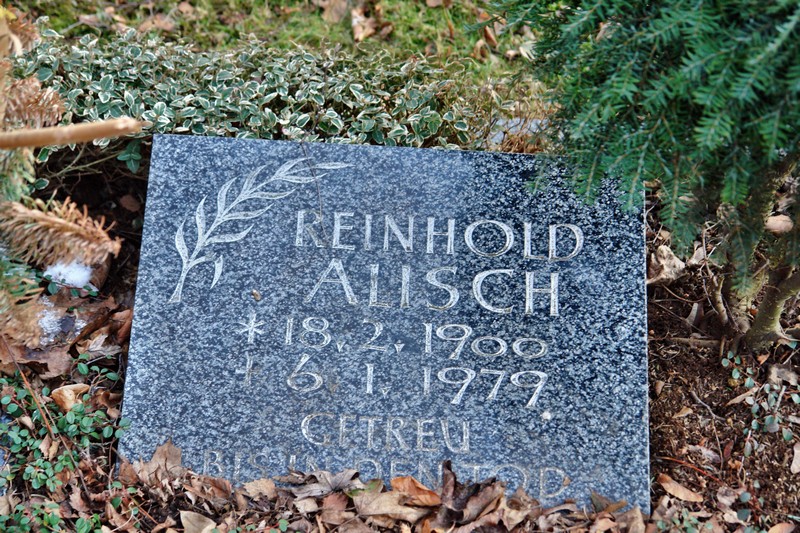 REINHOLD
ALISCH
* 18. 2. 1900
† 6. 1. 1979
GETREU
BIS IN DEN TOD